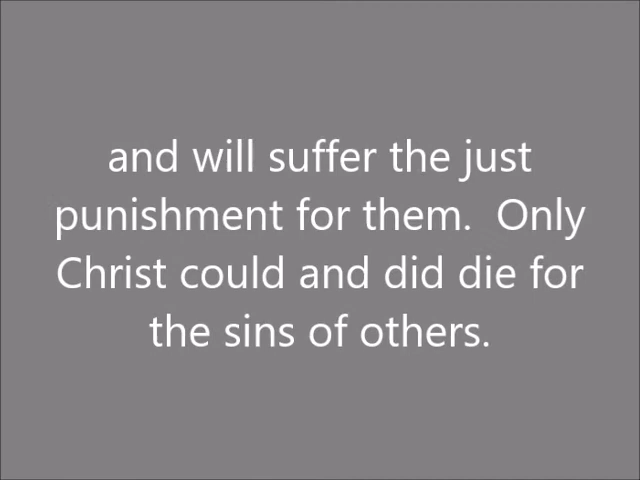 and will suffer the just
punishment for them.  Only
Christ could and did die for
the sins of others.